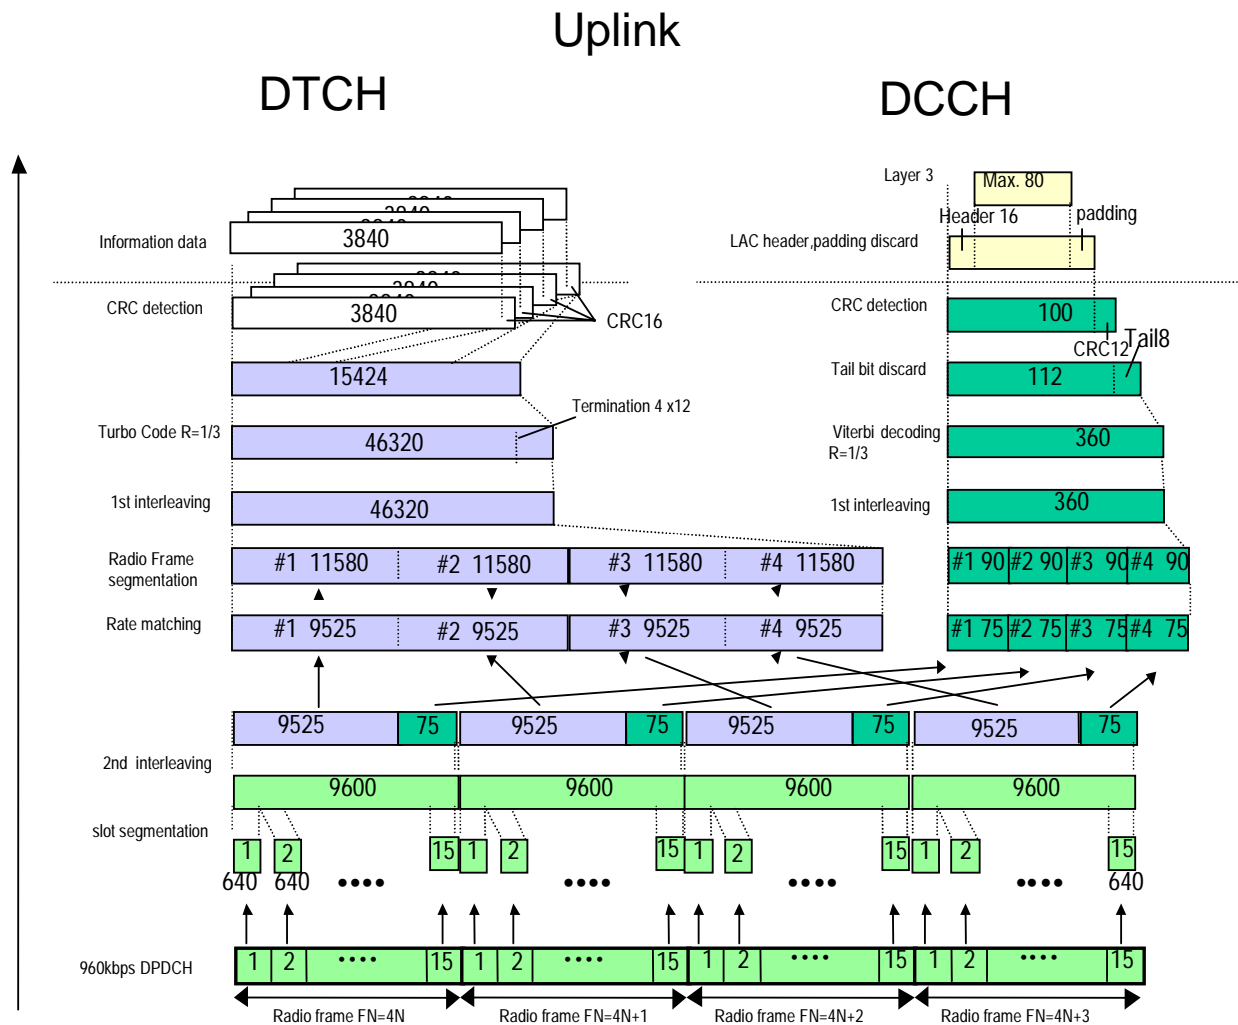 Uplink
DTCH DCCH
Layer 3 Max. 80
Header 16 padding
Information data 3840 LAC header,padding discard
CRC detection 3840 CRC16 CRC detection 100
CRC12 Tail8
15424 Tail bit discard 112
Termination 4 x12
Turbo Code R=1/3 46320 Viterbi decoding R=1/3 360
1st interleaving 46320 1st interleaving 360
Radio Frame segmentation #1 11580 #2 11580 #3 11580 #4 11580 #1 90 #2 90 #3 90 #4 90
Rate matching #1 9525 #2 9525 #3 9525 #4 9525 #1 75 #2 75 #3 75 #4 75
9525 75 9525 75 9525 75 9525 75
2nd interleaving
9600 9600 9600 9600
slot segmentation
1 2 15 1 2 15 1 2 15 1 2 15
640 640 •••• •••• •••• •••• 640
960kbps DPDCH 1 2 •••• 15 1 2 •••• 15 1 2 •••• 15 1 2 •••• 15
Radio frame FN=4N Radio frame FN=4N+1 Radio frame FN=4N+2 Radio frame FN=4N+3